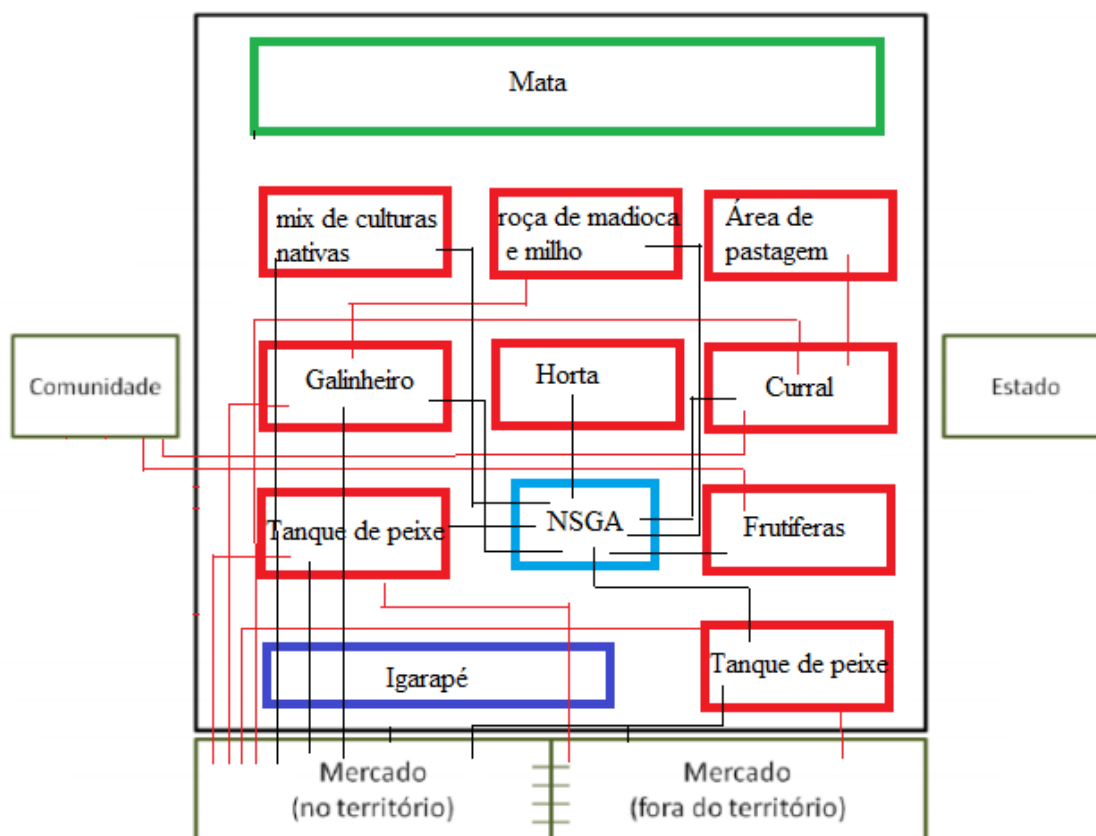 Mata
mix de culturas
nativas
roça de madioca
e milho
Área de
pastagem
Comunidade
Galinheiro
Horta
Curral
Estado
Tanque de peixe
NSGA
Frutíferas
Igarapé
Tanque de peixe
Mercado
(no território)
Mercado
(fora do território)